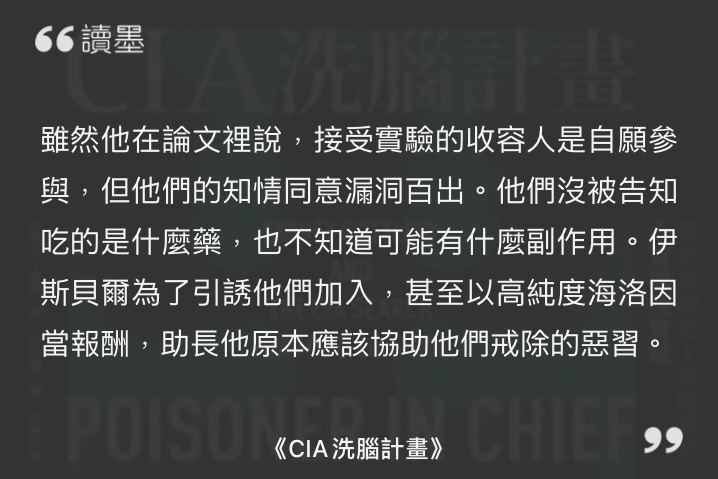 讀墨
雖然他在論文裡說，接受實驗的收容人是自願參
與，但他們的知情同意漏洞百出。他們沒被告知
吃的是什麼藥，也不知道可能有什麼副作用。伊
斯貝爾為了引誘他們加入，甚至以高純度海洛因
當報酬，助長他原本應該協助他們戒除的惡習。
CIA洗腦計畫
POISONER IN CHIEF
《CIA洗腦計畫》